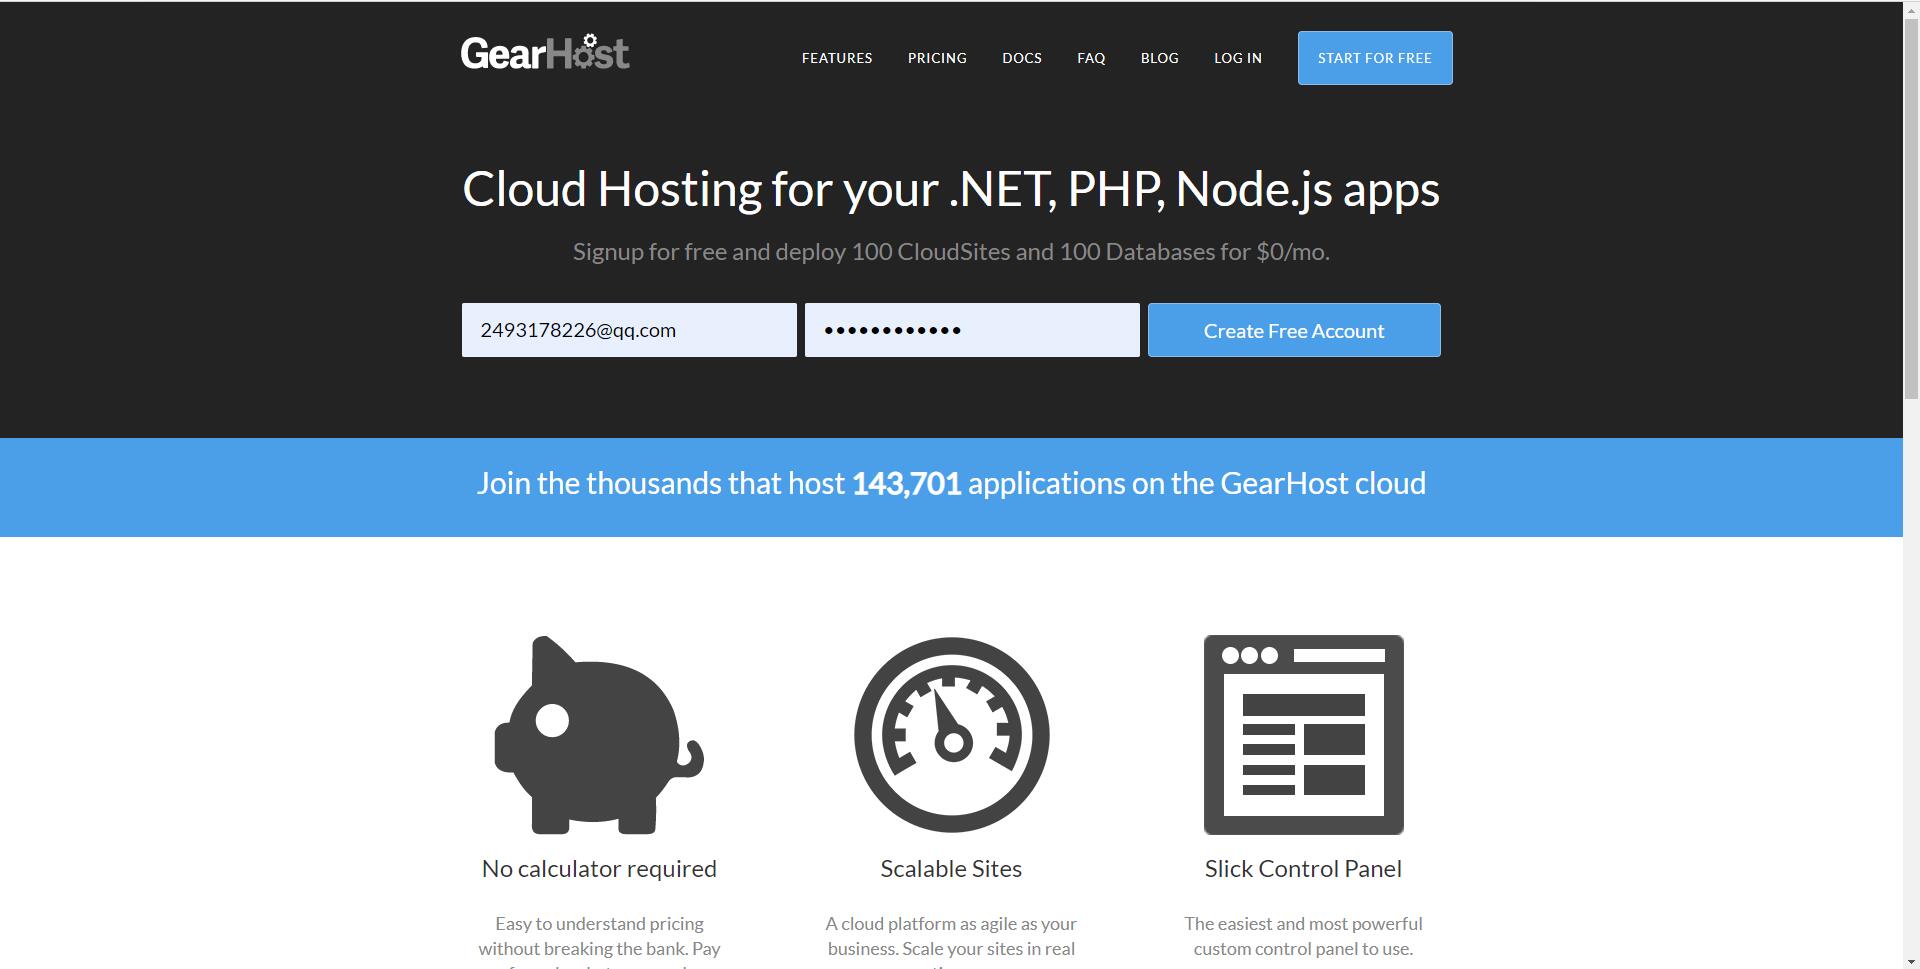 GearHost
FEATURES PRICING DOCS FAQ BLOG LOG IN START FOR FREE
Cloud Hosting for your .NET, PHP, Node.js apps
Signup for free and deploy 100 CloudSites and 100 Databases for $0/mo.
2493178226@qq.com •••••••••••• Create Free Account
Join the thousands that host 143,701 applications on the GearHost cloud
No calculator required
Easy to understand pricing
without breaking the bank. Pay
Scalable Sites
A cloud platform as agile as your
business. Scale your sites in real
Slick Control Panel
The easiest and most powerful
custom control panel to use.